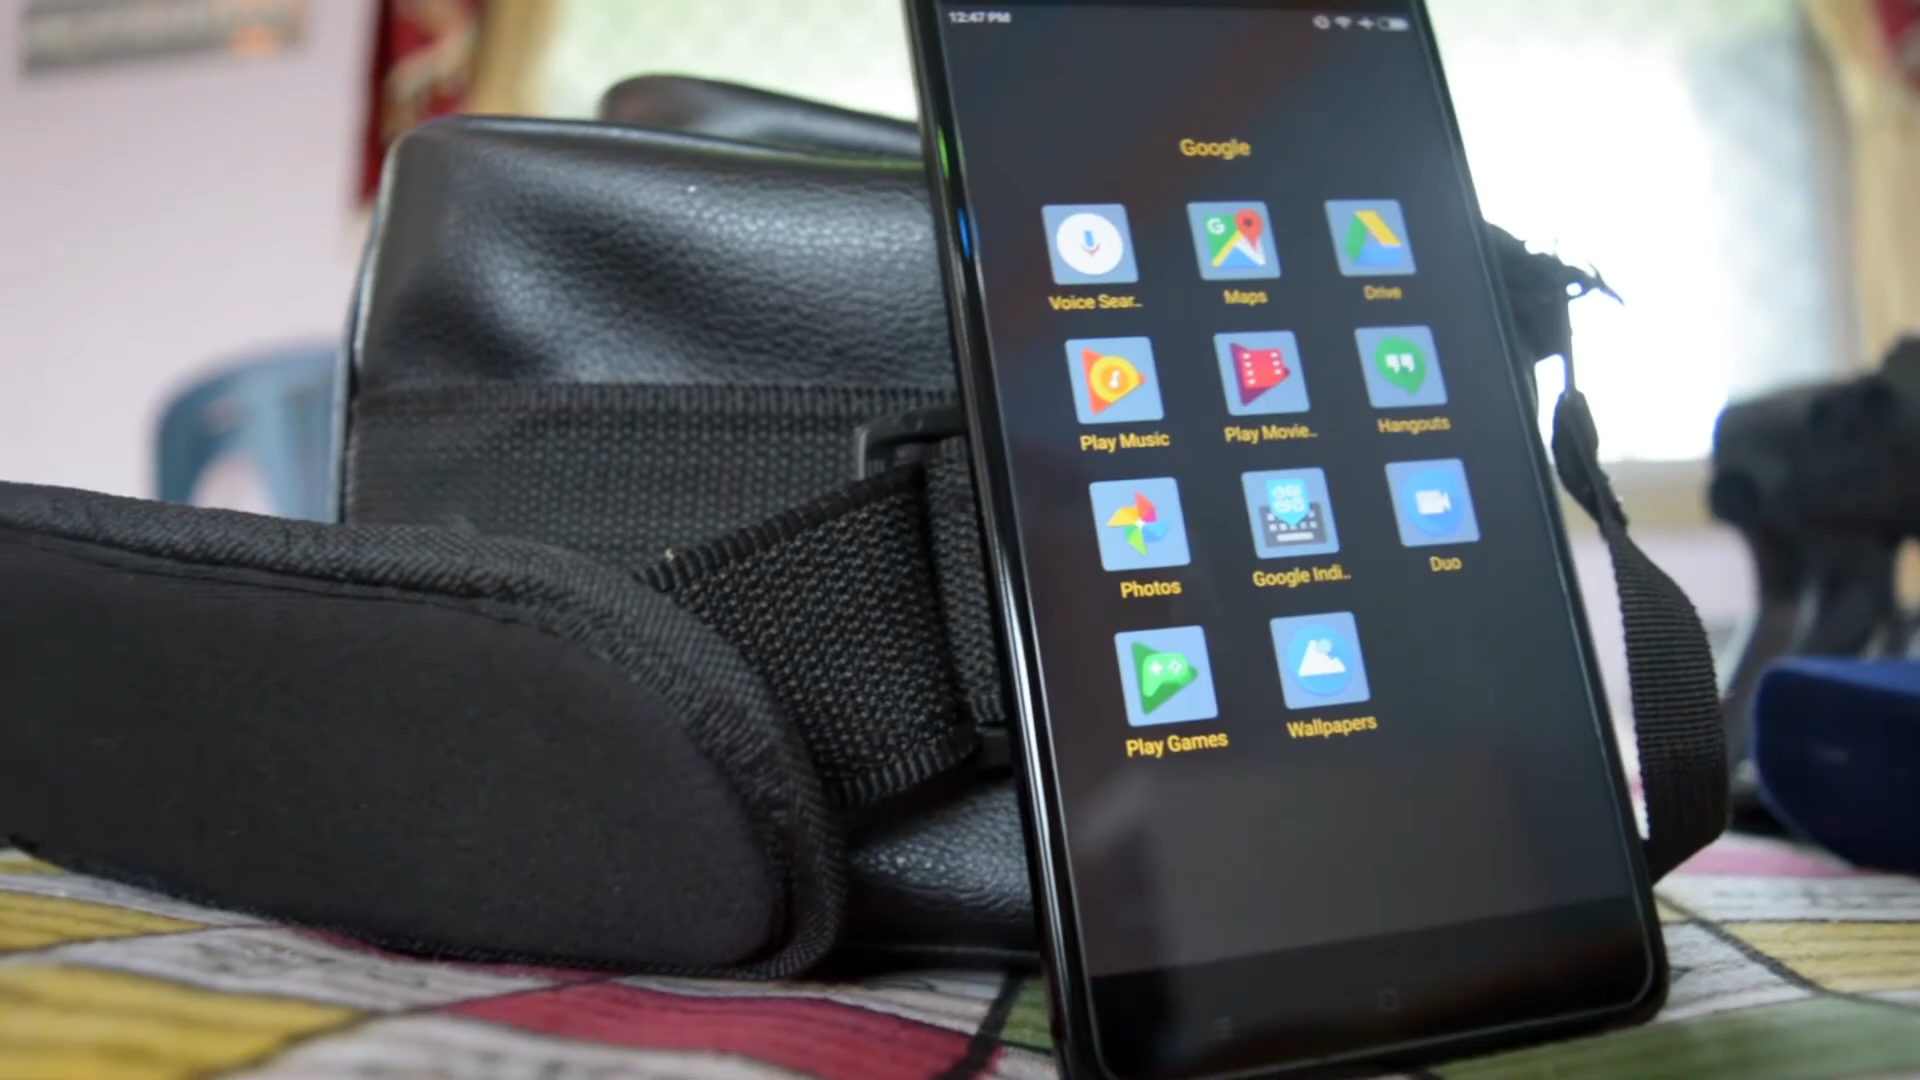 12:47 PM
Google
Voice Sear..
Maps
Drive
Play Music
Play Movie..
Hangouts
Photos
Google Indi..
Duo
Play Games
Wallpapers